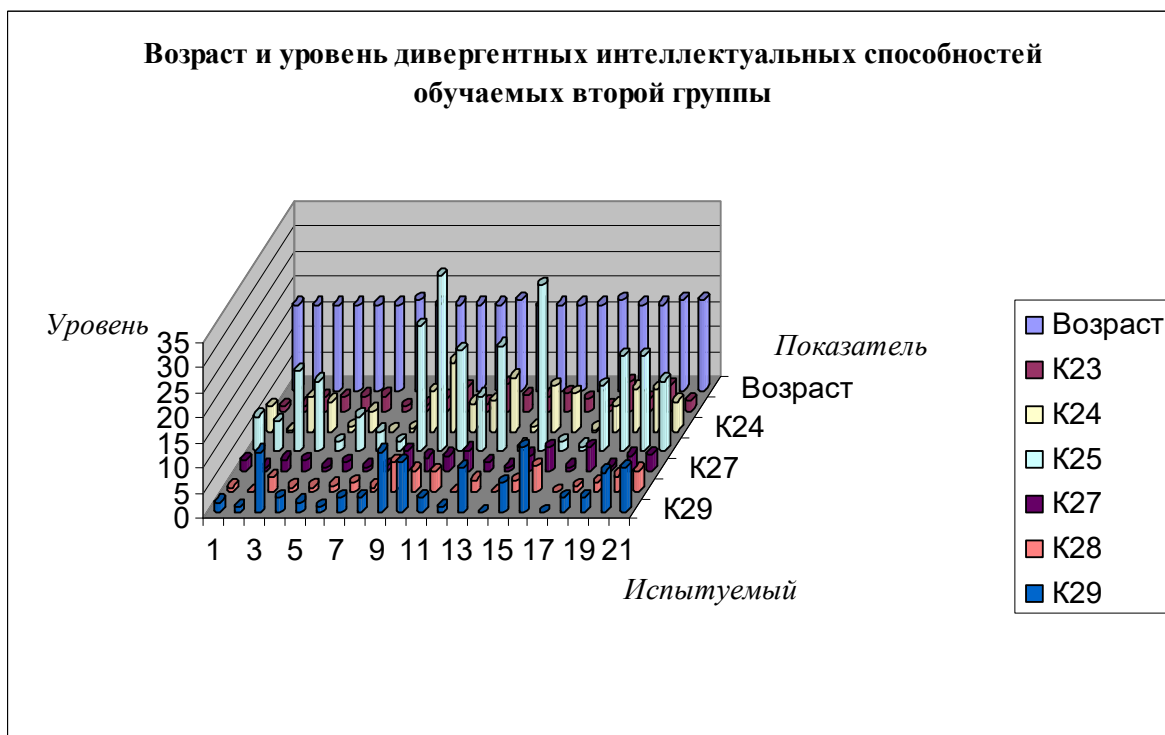 Возраст и уровень дивергентных интеллектуальных способностей
обучаемых второй группы
Уровень
35
30
25
20
15
10
5
0
1 3 5 7 9 11 13 15 17 19 21
Испытуемый
Показатель
Возраст
К24
К27
К29
Возраст
К23
К24
К25
К27
К28
К29